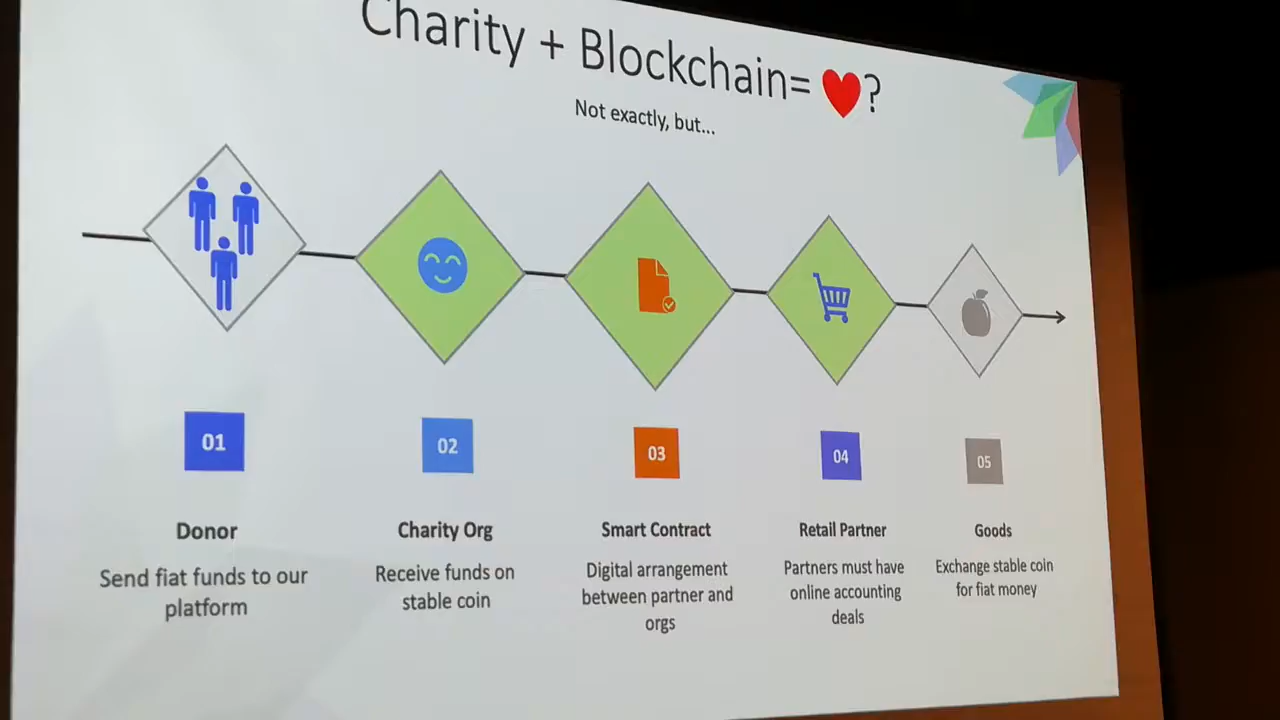 Charity + Blockchain= ❤?
Not exactly, but...
01
02
03
04
05
Donor
Charity Org
Smart Contract
Retail Partner
Goods
Send fiat funds to our
platform
Receive funds on
stable coin
Digital arrangement
between partner and
orgs
Partners must have
online accounting
deals
Exchange stable coin
for fiat money